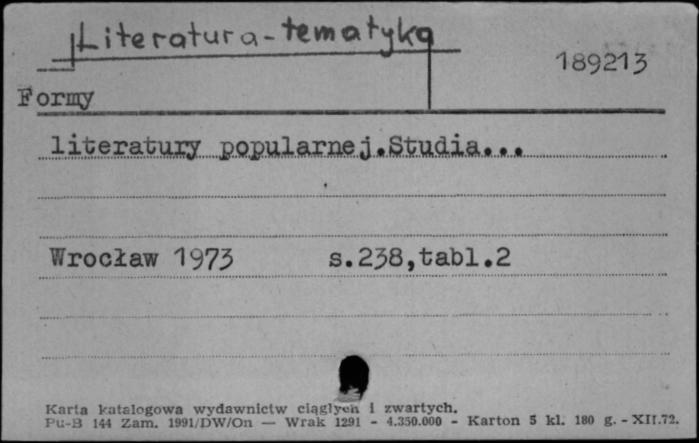 Literatura-tematyka
189213
Formy
literatury popularnej.Studia...
Wrocław 1973 s.238,tabl.2
Karta katalogowa wydawnictw ciągłych i zwartych.
Pu-B 144 Zam. 1991/DW/On — Wrak 1291 - 4.350.000 - Karton 5 kl. 180 g. - XII.72.